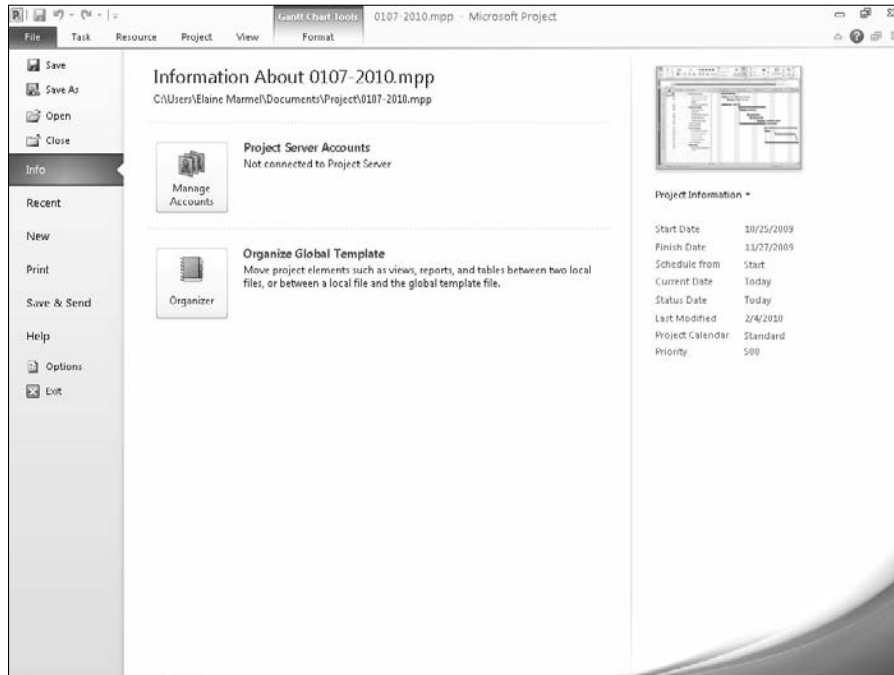 Gantt Chart Tools
0107-2010.mpp - Microsoft Project
File Task Resource Project View Format
Save
Save As
Open
Close
Info
Recent
New
Print
Save & Send
Help
Options
Exit
Information About 0107-2010.mpp
C:\Users\Elaine Marmel\Documents\Project\0107-2010.mpp
Manage
Accounts
Project Server Accounts
Not connected to Project Server
Organizer
Organize Global Template
Move project elements such as views, reports, and tables between two local
files, or between a local file and the global template file.
Project Information
Start Date 10/25/2009
Finish Date 11/27/2009
Schedule from Start
Current Date Today
Status Date Today
Last Modified 2/4/2010
Project Calendar Standard
Priority 500